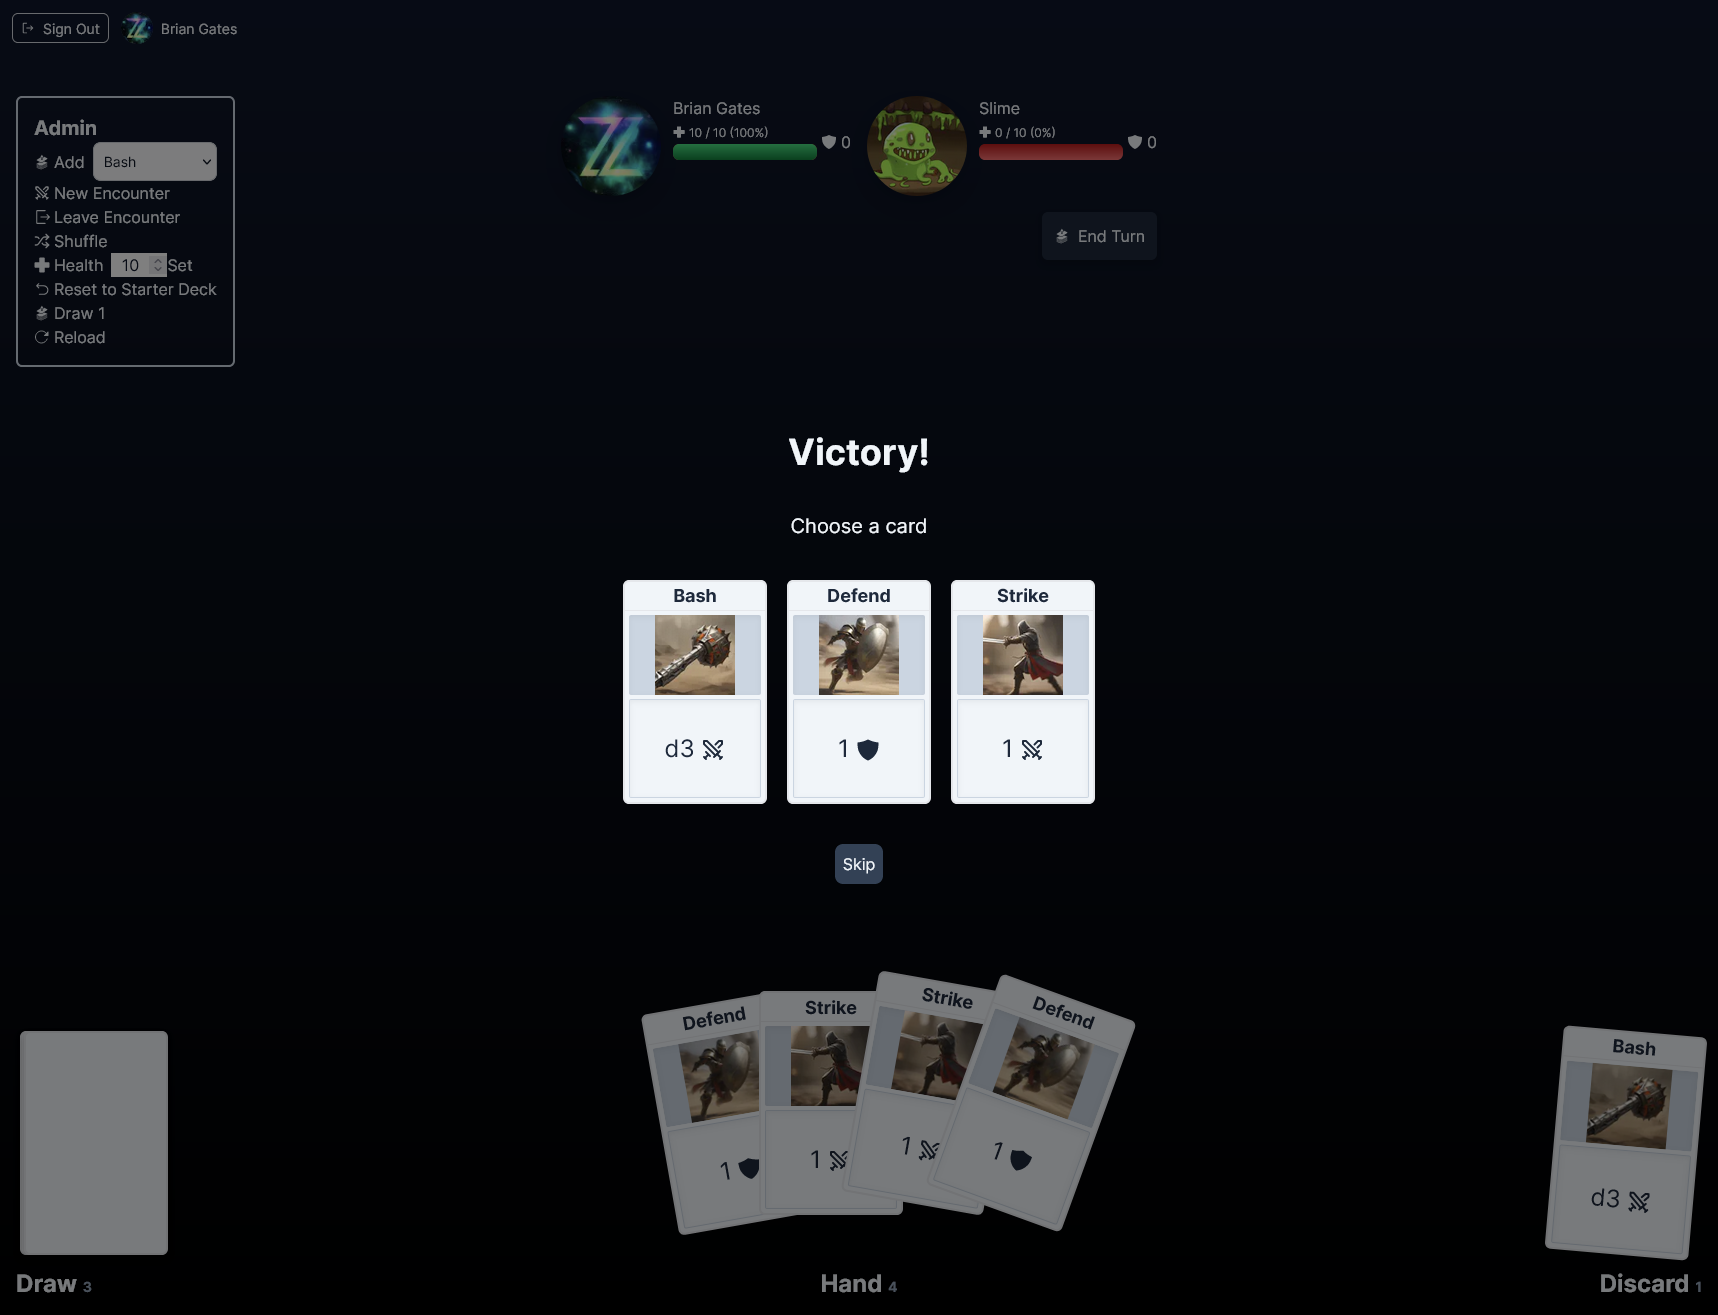 Sign Out
Brian Gates
Admin
Add Bash
New Encounter
Leave Encounter
Shuffle
Health 10 Set
Reset to Starter Deck
Draw 1
Reload
Brian Gates
10 / 10 (100%)
0
Slime
0 / 10 (0%)
0
End Turn
Victory!
Choose a card
Bash
d3
Defend
1
Strike
1
Skip
Defend
1
Strike
1
Strike
1
Defend
1
Bash
d3
Draw 3
Hand 4
Discard 1